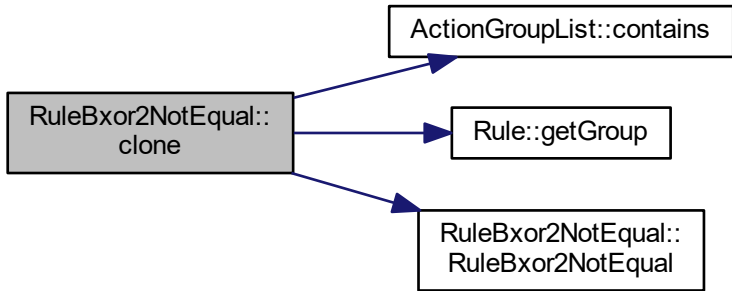 RuleBxor2NotEqual::
clone
ActionGroupList::contains
Rule::getGroup
RuleBxor2NotEqual::
RuleBxor2NotEqual